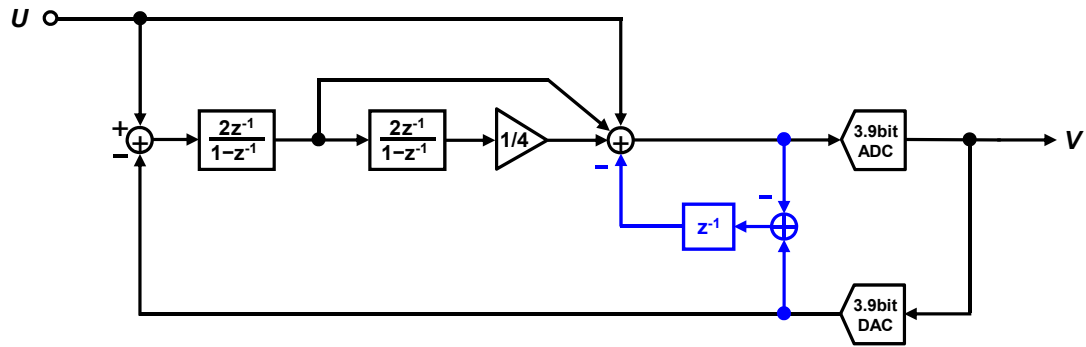 U
+
−
+
2z⁻¹
1−z⁻¹
2z⁻¹
1−z⁻¹
1/4
+
−
3.9bit
ADC
V
−
z⁻¹
+
3.9bit
DAC